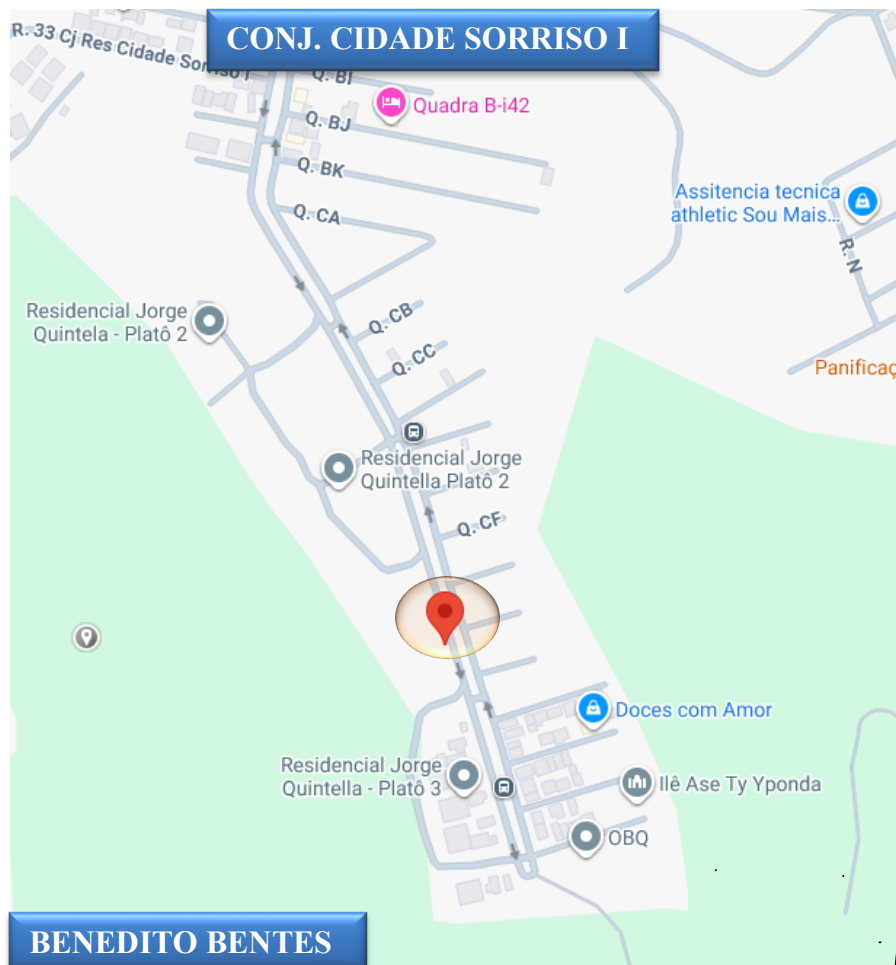 CONJ. CIDADE SORRISO I
R. 33 Cj Res Cidade Sorriso I
Q. BI
Quadra B-i42
Q. BJ
Q. BK
Assitencia tecnica
athletic Sou Mais...
Q. CA
R. N
Residencial Jorge
Quintela - Platô 2
Q. CB
Q. CC
Panificaç
Residencial Jorge
Quintella Platô 2
Q. CF
Doces com Amor
Residencial Jorge
Quintella - Platô 3
Ilê Ase Ty Yponda
OBQ
BENEDITO BENTES